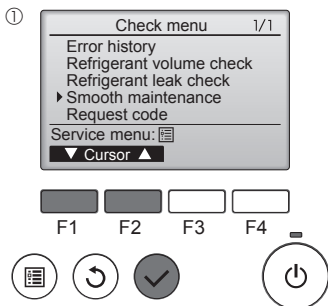 ①
Check menu 1/1
Error history
Refrigerant volume check
Refrigerant leak check
Smooth maintenance
Request code
Service menu:
▼ Cursor ▲
F1 F2 F3 F4